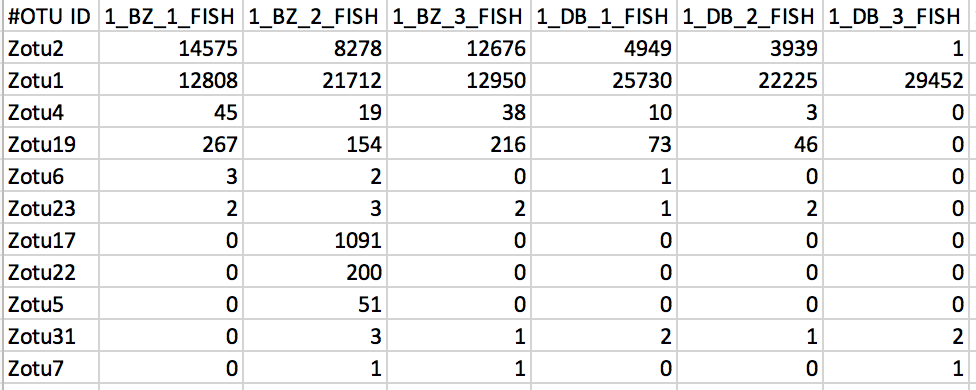 #OTU ID 1_BZ_1_FISH 1_BZ_2_FISH 1_BZ_3_FISH 1_DB_1_FISH 1_DB_2_FISH 1_DB_3_FISH
Zotu2 14575 8278 12676 4949 3939 1
Zotu1 12808 21712 12950 25730 22225 29452
Zotu4 45 19 38 10 3 0
Zotu19 267 154 216 73 46 0
Zotu6 3 2 0 1 0 0
Zotu23 2 3 2 1 2 0
Zotu17 0 1091 0 0 0 0
Zotu22 0 200 0 0 0 0
Zotu5 0 51 0 0 0 0
Zotu31 0 3 1 2 1 2
Zotu7 0 1 1 0 0 1